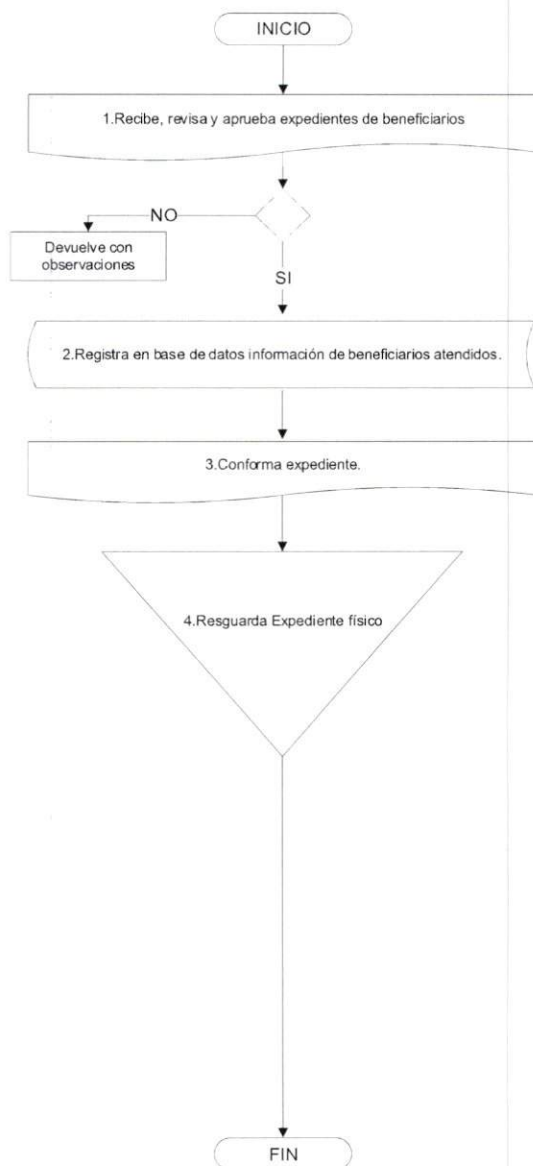 INICIO
1.Recibe, revisa y aprueba expedientes de beneficiarios
NO
Devuelve con
observaciones
SI
2.Registra en base de datos información de beneficiarios atendidos.
3.Conforma expediente.
4.Resguarda Expediente físico
FIN